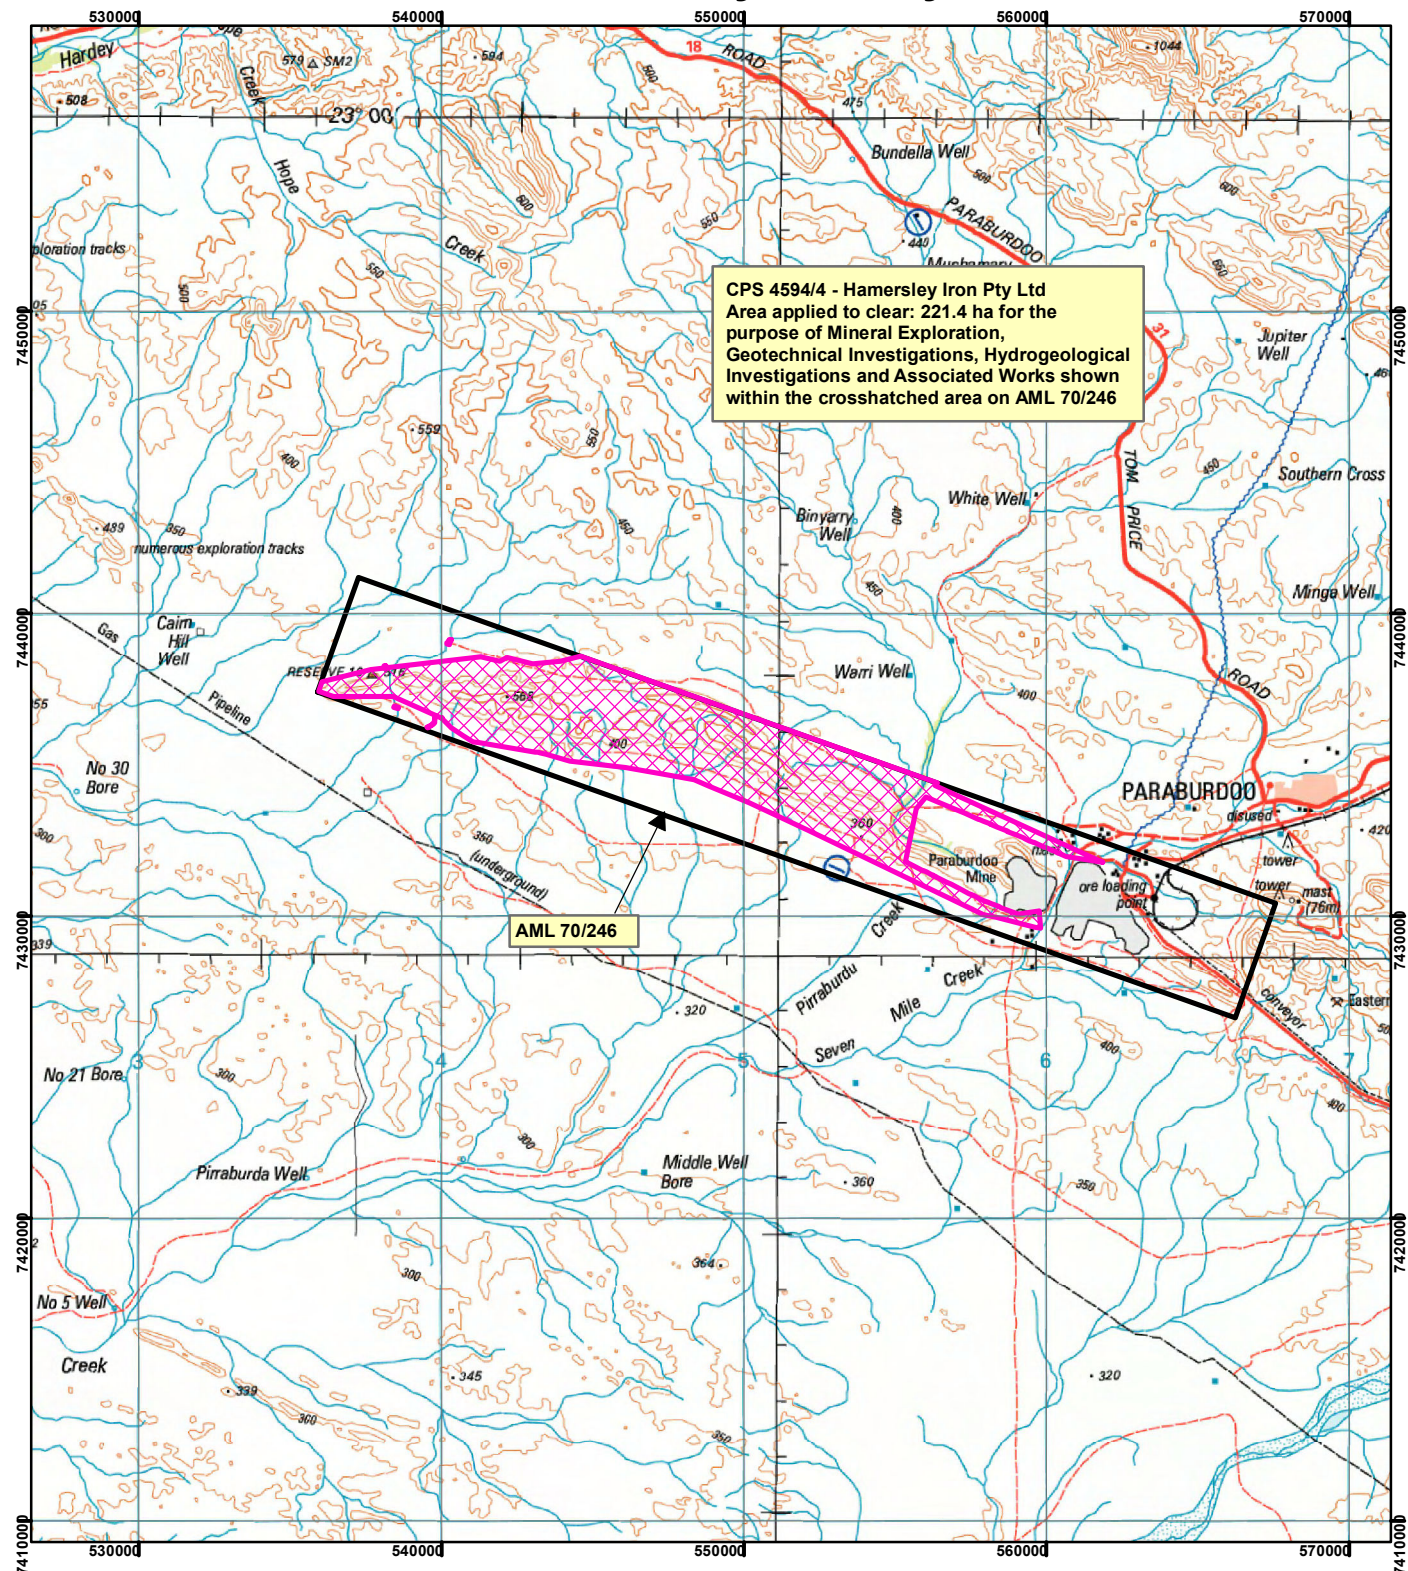 530000
540000
550000
560000
570000
Hardey
579 SM2
594
18
ROAD
1044
508
Creek
500
475
23° 00'
Bundella Well
Hope
500
600
600
550
PARABURDOO
440
ploration tracks
Creek
550
500
650
CPS 4594/4 - Hamersley Iron Pty Ltd
Area applied to clear: 221.4 ha for the
purpose of Mineral Exploration,
Geotechnical Investigations, Hydrogeological
Investigations and Associated Works shown
within the crosshatched area on AML 70/246
7450000
7450000
31
Jupiter
Well
559
550
400
TOM PRICE
450
Southern Cross
White Well
489
350
450
Binyarry
Well
400
numerous exploration tracks
450
Minga Well
7440000
7440000
Cairn
Hill
Well
Gas
Pipeline
516
568
Warri Well
400
ROAD
400
No 30
Bore
PARABURDOO
disused
300
350
(underground)
360
420
Paraburdoo
Mine
ore loading
point
tower
tower
mast
(76m)
AML 70/246
Creek
7430000
7430000
339
Pirraburdu
Creek
Mile
Seven
conveyor
Eastern
320
3
4
5
6
7
No 21 Bore
300
400
400
300
Pirraburda Well
Middle Well
Bore
360
350
7420000
7420000
364
300
No 5 Well
Creek
345
339
360
320
350
7410000
7410000
530000
540000
550000
560000
570000